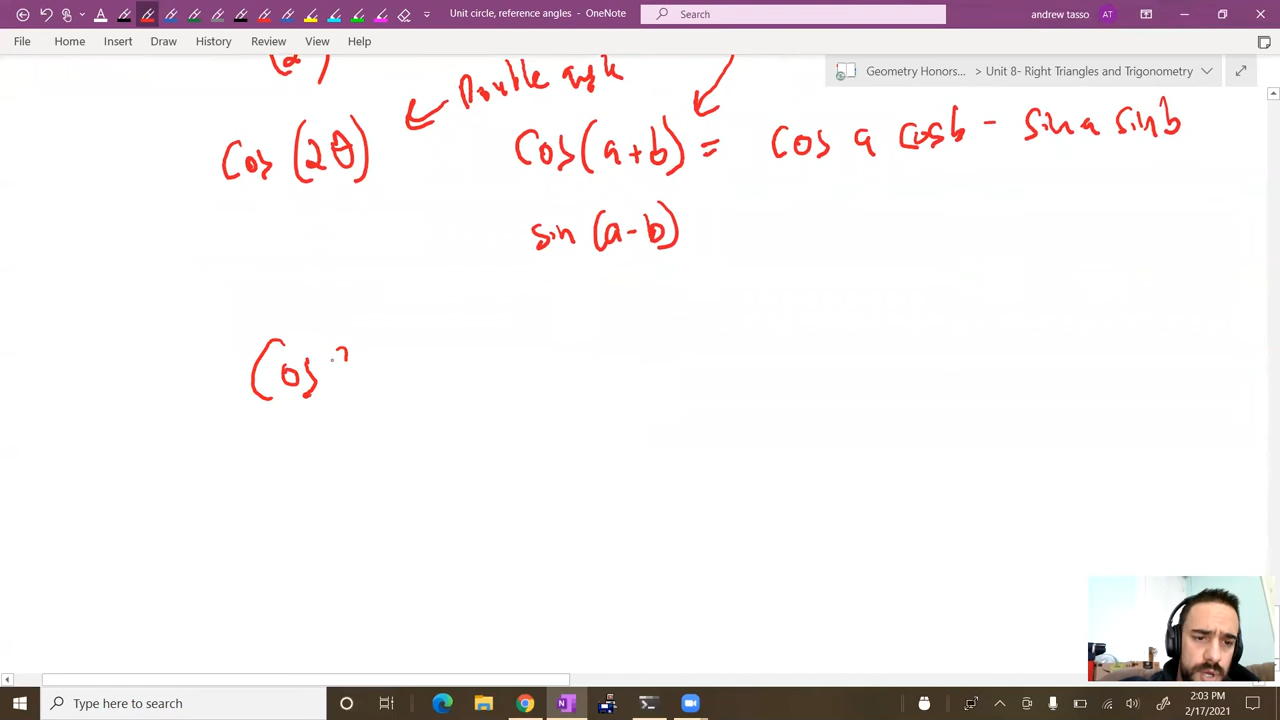 Unit circle, reference angles - OneNote
Search
andrew tasso AT
File Home Insert Draw History Review View Help
Geometry Honors... > Unit 8- Right Triangles and Trigonometry
Double angle
cos (2θ)
cos(a+b) = cos a cos b - sin a sin b
sin (a-b)
Cos
Type here to search
2:03 PM
2/17/2021